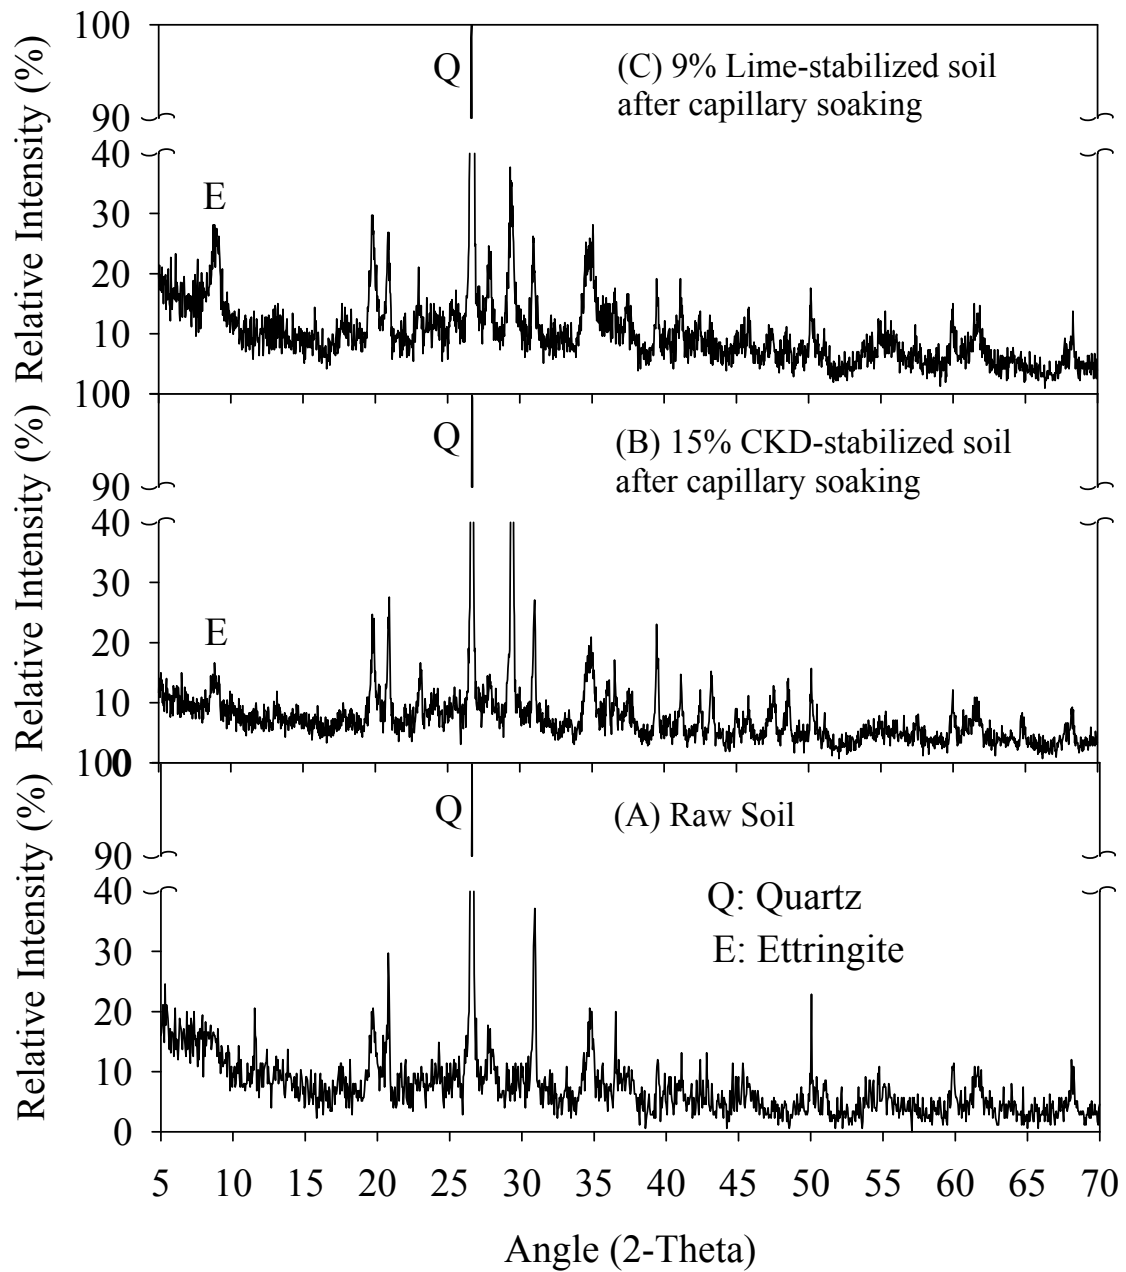 100
Q
(C) 9% Lime-stabilized soil
after capillary soaking
90
40
E
30
20
10
Relative Intensity (%)
100
Q
(B) 15% CKD-stabilized soil
after capillary soaking
90
40
30
E
20
10
0
Relative Intensity (%)
100
Q
(A) Raw Soil
90
40
Q: Quartz
E: Ettringite
30
20
10
0
Relative Intensity (%)
5 10 20 25 30 35 40 45 50 55 60 65 70
Angle (2-Theta)